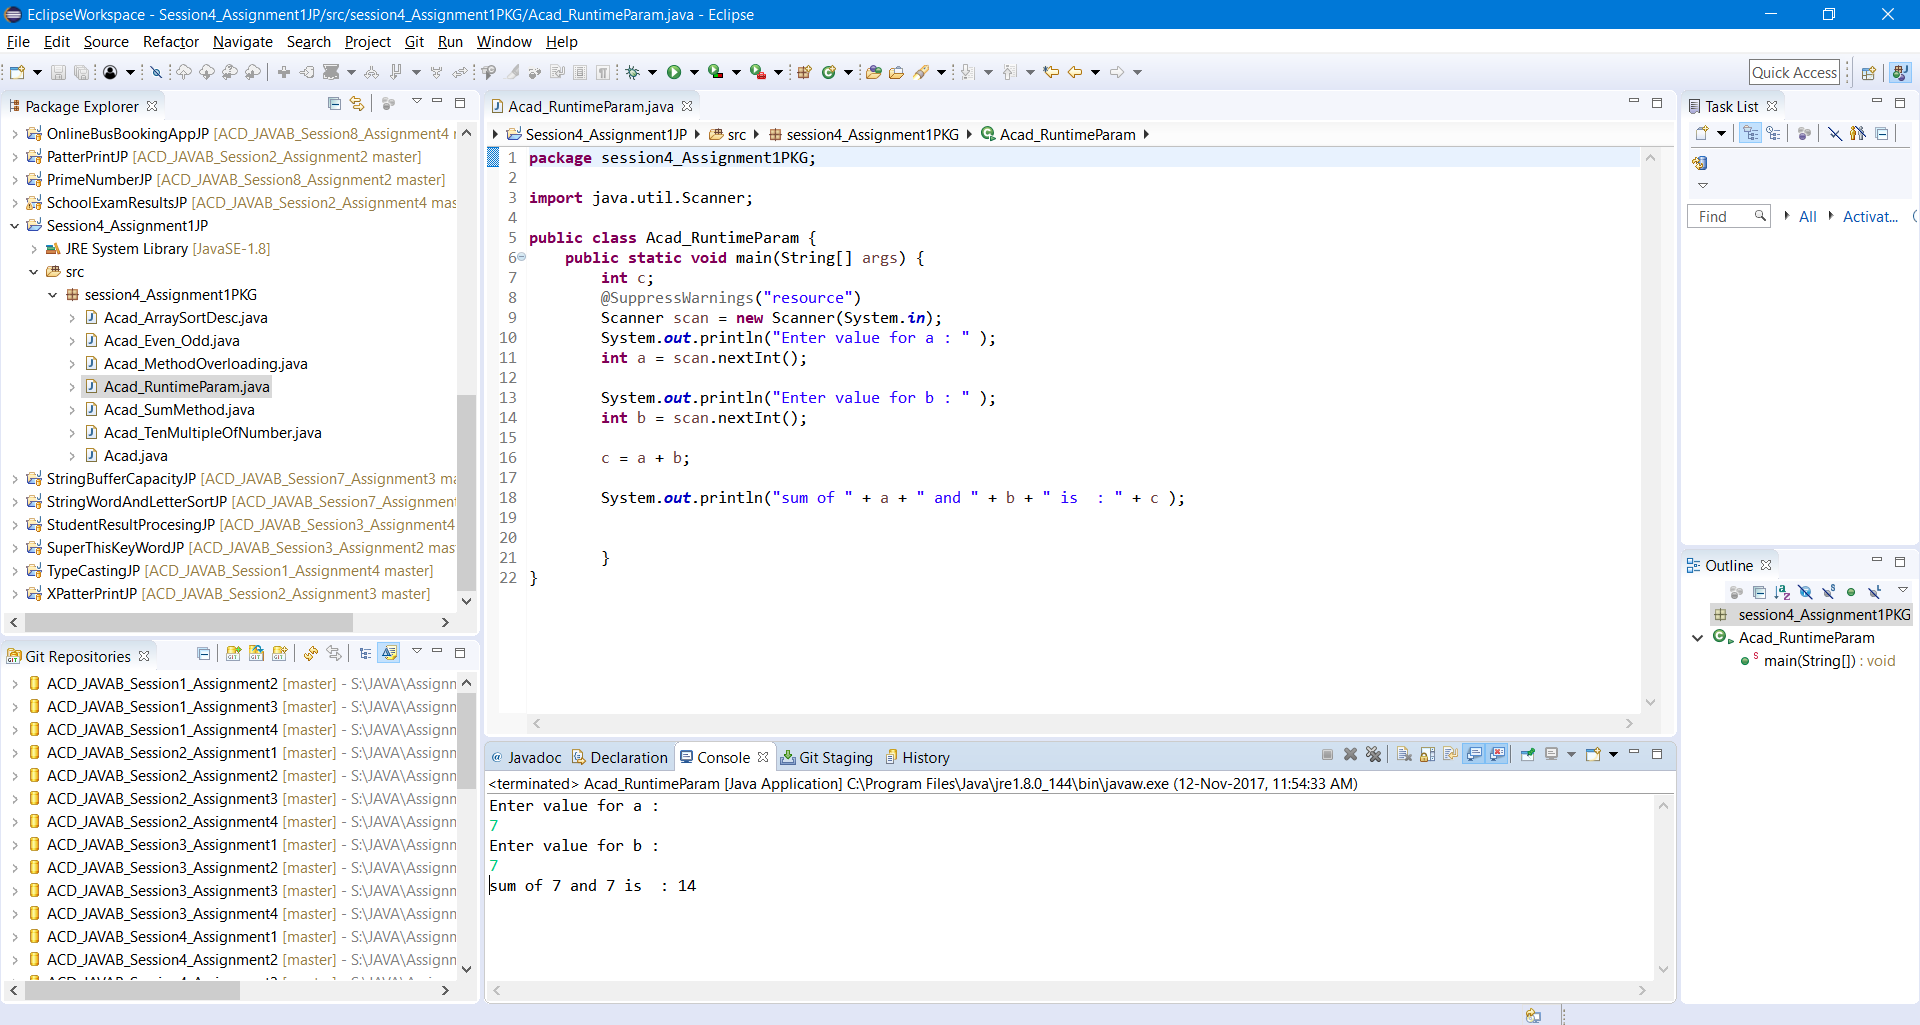 EclipseWorkspace - Session4_Assignment1JP/src/session4_Assignment1PKG/Acad_RuntimeParam.java - Eclipse
File Edit Source Refactor Navigate Search Project Git Run Window Help
Quick Access
Package Explorer
OnlineBusBookingAppJP [ACD_JAVAB_Session8_Assignment4 r
PatterPrintJP [ACD_JAVAB_Session2_Assignment2 master]
PrimeNumberJP [ACD_JAVAB_Session8_Assignment2 master]
SchoolExamResultsJP [ACD_JAVAB_Session2_Assignment4 mas
Session4_Assignment1JP
JRE System Library [JavaSE-1.8]
src
session4_Assignment1PKG
Acad_ArraySortDesc.java
Acad_Even_Odd.java
Acad_MethodOverloading.java
Acad_RuntimeParam.java
Acad_SumMethod.java
Acad_TenMultipleOfNumber.java
Acad.java
StringBufferCapacityJP [ACD_JAVAB_Session7_Assignment3 ma
StringWordAndLetterSortJP [ACD_JAVAB_Session7_Assignment
StudentResultProcesingJP [ACD_JAVAB_Session3_Assignment4
SuperThisKeyWordJP [ACD_JAVAB_Session3_Assignment2 mas
TypeCastingJP [ACD_JAVAB_Session1_Assignment4 master]
XPatterPrintJP [ACD_JAVAB_Session2_Assignment3 master]
Git Repositories
ACD_JAVAB_Session1_Assignment2 [master] - S:\JAVA\Assignn
ACD_JAVAB_Session1_Assignment3 [master] - S:\JAVA\Assignn
ACD_JAVAB_Session1_Assignment4 [master] - S:\JAVA\Assignn
ACD_JAVAB_Session2_Assignment1 [master] - S:\JAVA\Assignn
ACD_JAVAB_Session2_Assignment2 [master] - S:\JAVA\Assignn
ACD_JAVAB_Session2_Assignment3 [master] - S:\JAVA\Assignn
ACD_JAVAB_Session2_Assignment4 [master] - S:\JAVA\Assignn
ACD_JAVAB_Session3_Assignment1 [master] - S:\JAVA\Assignn
ACD_JAVAB_Session3_Assignment2 [master] - S:\JAVA\Assignn
ACD_JAVAB_Session3_Assignment3 [master] - S:\JAVA\Assignn
ACD_JAVAB_Session3_Assignment4 [master] - S:\JAVA\Assignn
ACD_JAVAB_Session4_Assignment1 [master] - S:\JAVA\Assignn
ACD_JAVAB_Session4_Assignment2 [master] - S:\JAVA\Assignn
Acad_RuntimeParam.java
Session4_Assignment1JP src session4_Assignment1PKG Acad_RuntimeParam
1 package session4_Assignment1PKG;
2
3 import java.util.Scanner;
4
5 public class Acad_RuntimeParam {
6 public static void main(String[] args) {
7 int c;
8 @SuppressWarnings("resource")
9 Scanner scan = new Scanner(System.in);
10 System.out.println("Enter value for a : " );
11 int a = scan.nextInt();
12
13 System.out.println("Enter value for b : " );
14 int b = scan.nextInt();
15
16 c = a + b;
17
18 System.out.println("sum of " + a + " and " + b + " is  : " + c );
19
20
21 }
22 }
Javadoc Declaration Console Git Staging History
<terminated> Acad_RuntimeParam [Java Application] C:\Program Files\Java\jre1.8.0_144\bin\javaw.exe (12-Nov-2017, 11:54:33 AM)
Enter value for a :
7
Enter value for b :
7
sum of 7 and 7 is  : 14
Task List
Find All Activat...
Outline
session4_Assignment1PKG
Acad_RuntimeParam
main(String[]) : void